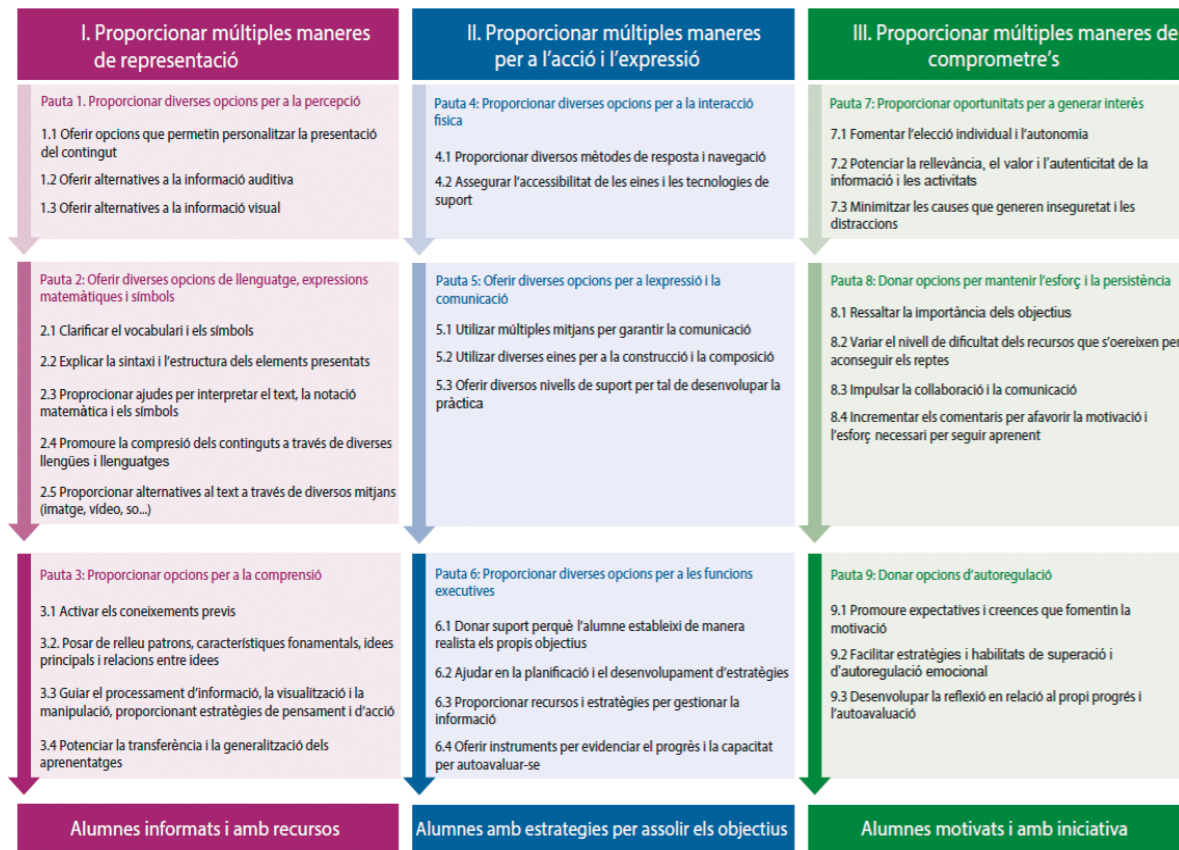 I. Proporcionar múltiples maneres
de representació
Pauta 1. Proporcionar diverses opcions per a la percepció
1.1 Oferir opcions que permetin personalitzar la presentació
del contingut
1.2 Oferir alternatives a la informació auditiva
1.3 Oferir alternatives a la informació visual
Pauta 2: Oferir diverses opcions de llenguatge, expressions
matemàtiques i símbols
2.1 Clarificar el vocabulari i els símbols
2.2 Explicar la sintaxi i l'estructura dels elements presentats
2.3 Proprocionar ajudes per interpretar el text, la notació
matemàtica i els símbols
2.4 Promoure la compresió dels continguts a través de diverses
llengües i llenguatges
2.5 Proporcionar alternatives al text a través de diversos mitjans
(imatge, vídeo, so...)
Pauta 3: Proporcionar opcions per a la comprensió
3.1 Activar els coneixements previs
3.2. Posar de relleu patrons, característiques fonamentals, idees
principals i relacions entre idees
3.3 Guiar el processament d'informació, la visualització i la
manipulació, proporcionant estratègies de pensament i d'acció
3.4 Potenciar la transferència i la generalització dels
aprenentatges
Alumnes informats i amb recursos
II. Proporcionar múltiples maneres
per a l'acció i l'expressió
Pauta 4: Proporcionar diverses opcions per a la interacció
física
4.1 Proporcionar diversos mètodes de resposta i navegació
4.2 Assegurar l'accessibilitat de les eines i les tecnologies de
suport
Pauta 5: Oferir diverses opcions per a lexpressió i la
comunicació
5.1 Utilizar múltiples mitjans per garantir la comunicació
5.2 Utilizar diverses eines per a la construcció i la composició
5.3 Oferir diversos nivells de suport per tal de desenvolupar la
pràctica
Pauta 6: Proporcionar diverses opcions per a les funcions
executives
6.1 Donar suport perquè l'alumne estableixi de manera
realista els propis objectius
6.2 Ajudar en la planificació i el desenvolupament d'estratègies
6.3 Proporcionar recursos i estratègies per gestionar la
informació
6.4 Oferir instruments per evidenciar el progrès i la capacitat
per autoavaluar-se
Alumnes amb estrategies per assolir els objectius
III. Proporcionar múltiples maneres de
comprometre's
Pauta 7: Proporcionar oportunitats per a generar interès
7.1 Fomentar l'elecció individual i l'autonomia
7.2 Potenciar la rellevància, el valor i l'autenticitat de la
informació i les activitats
7.3 Minimitzar les causes que generen inseguretat i les
distraccions
Pauta 8: Donar opcions per mantenir l'esforç i la persistència
8.1 Ressaltar la importància dels objectius
8.2 Variar el nivell de dificultat dels recursos que s'oereixen per
aconseguir els reptes
8.3 Impulsar la collaboració i la comunicació
8.4 Incrementar els comentaris per afavorir la motivació i
l'esforç necessari per seguir aprenent
Pauta 9: Donar opcions d'autoregulació
9.1 Promoure expectatives i creences que fomentin la
motivació
9.2 Facilitar estratègies i habilitats de superació i
d'autoregulació emocional
9.3 Desenvolupar la reflexió en relació al propi progrés i
l'autoavaluació
Alumnes motivats i amb iniciativa